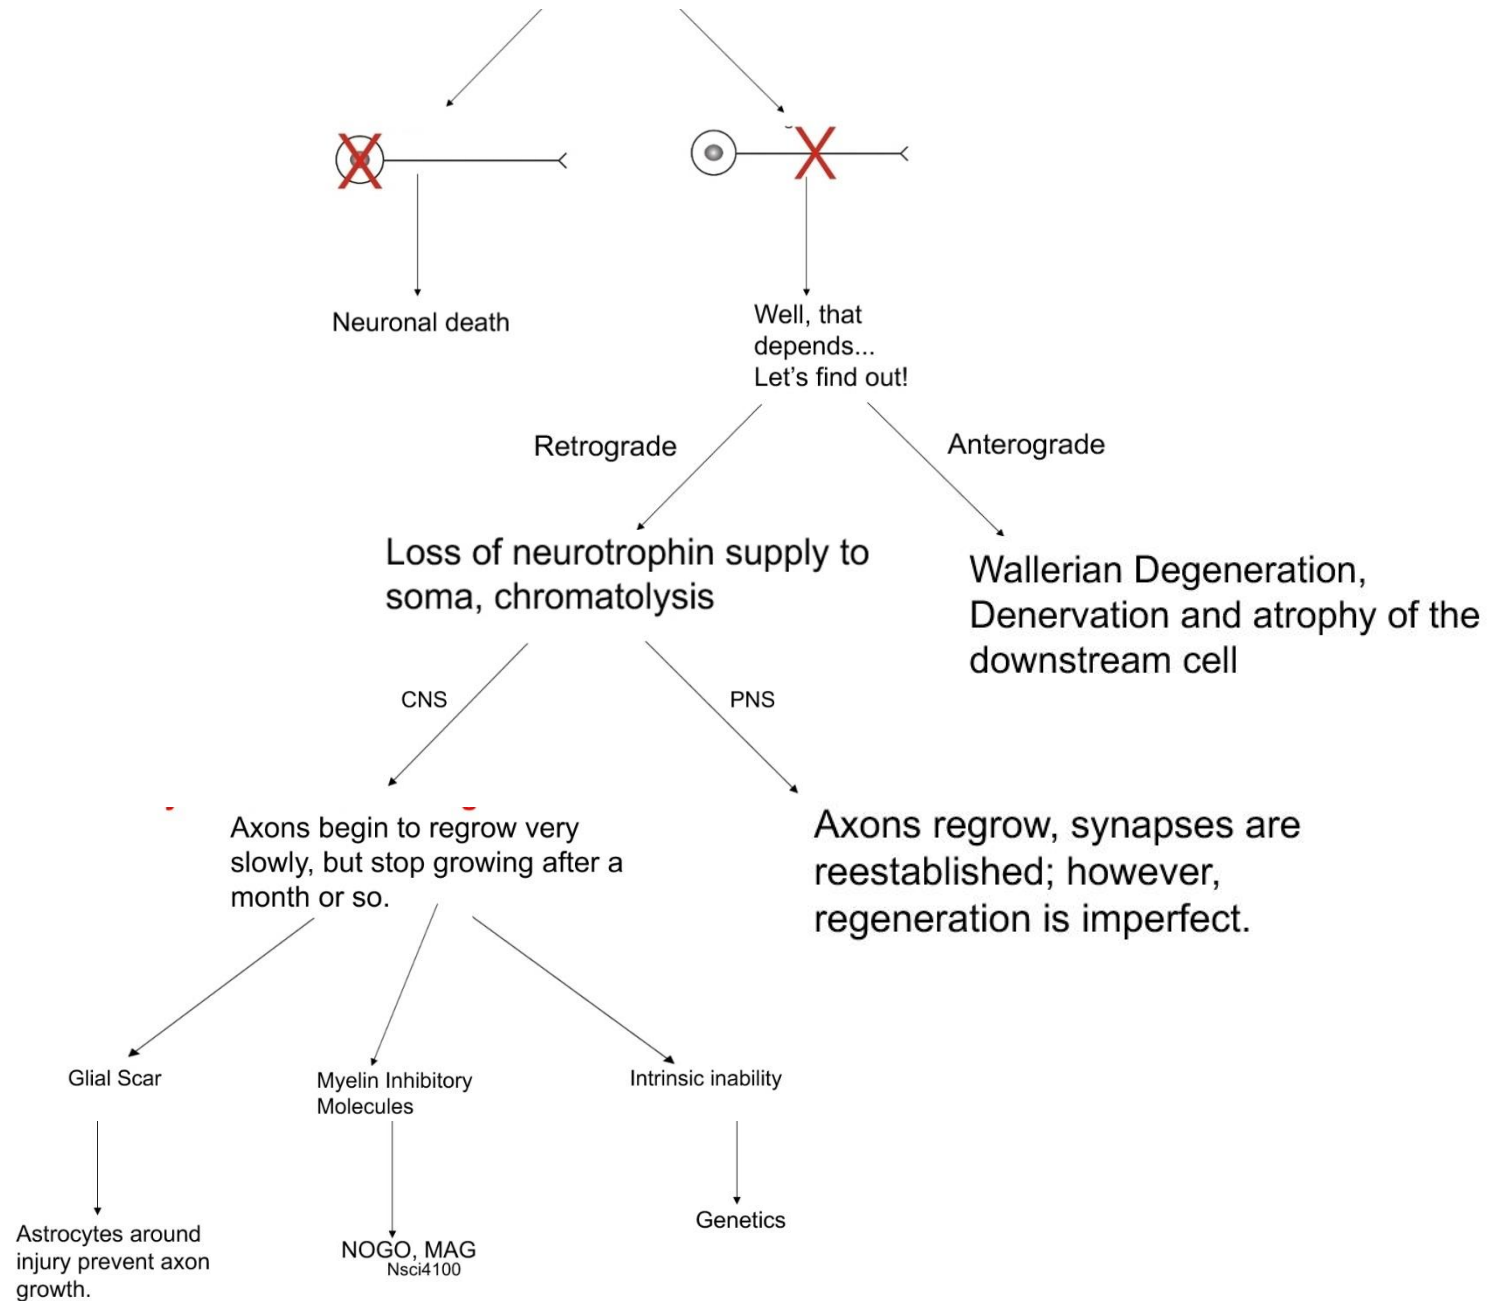 Neuronal death
Well, that
depends...
Let's find out!
Retrograde
Anterograde
Loss of neurotrophin supply to
soma, chromatolysis
Wallerian Degeneration,
Denervation and atrophy of the
downstream cell
CNS
PNS
Axons begin to regrow very
slowly, but stop growing after a
month or so.
Axons regrow, synapses are
reestablished; however,
regeneration is imperfect.
Glial Scar
Myelin Inhibitory
Molecules
Intrinsic inability
Astrocytes around
injury prevent axon
growth.
NOGO, MAG
Nsci4100
Genetics